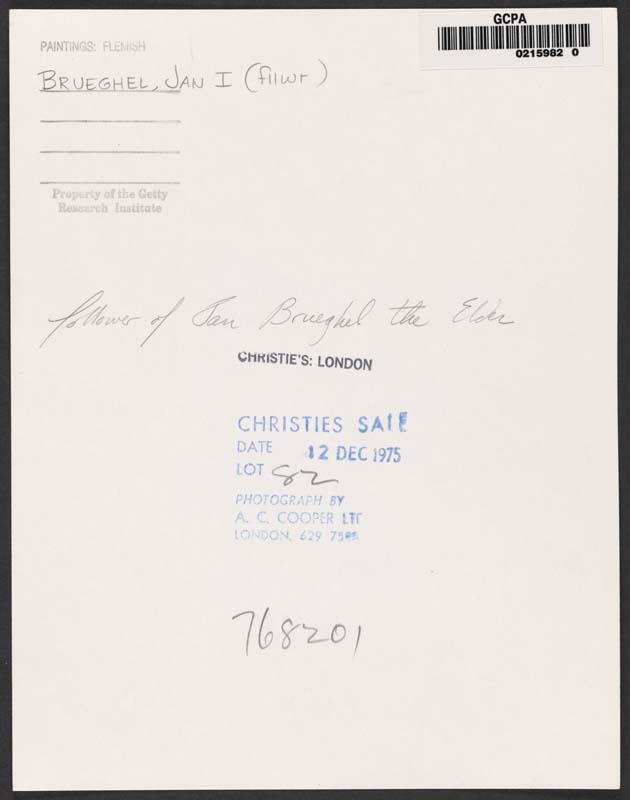 GCPA
0215982 0
PAINTINGS: FLEMISH
BRUEGHEL, JAN I (fllwr)
Property of the Getty
Research Institute
follower of Jan Brueghel the Elder
CHRISTIE'S: LONDON
CHRISTIES SALE
DATE 12 DEC 1975
LOT 82
PHOTOGRAPH BY
A. C. COOPER LTD
LONDON, 629
768201